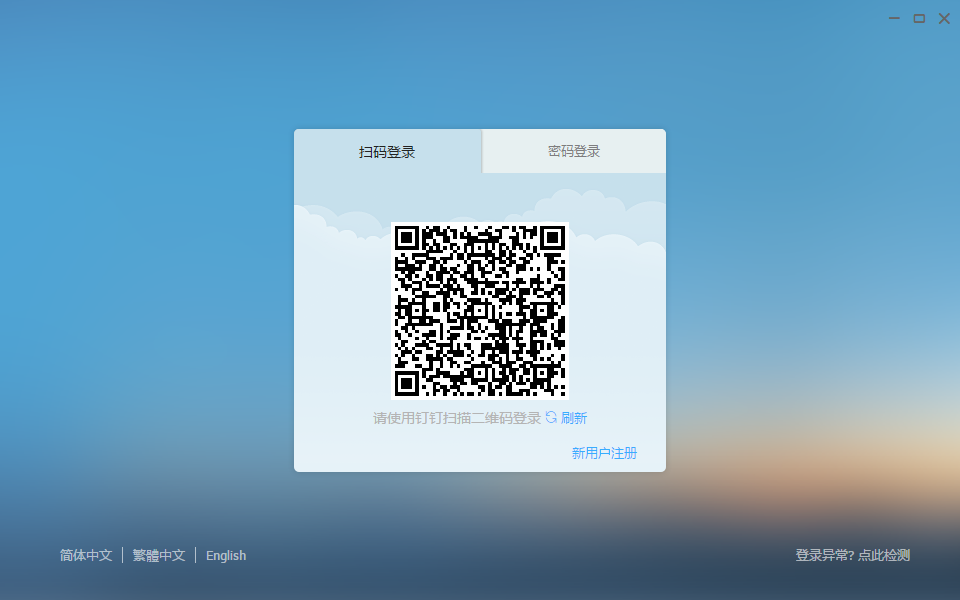 扫码登录
密码登录
请使用钉钉扫描二维码登录 刷新
新用户注册
简体中文 繁體中文 English
登录异常? 点此检测